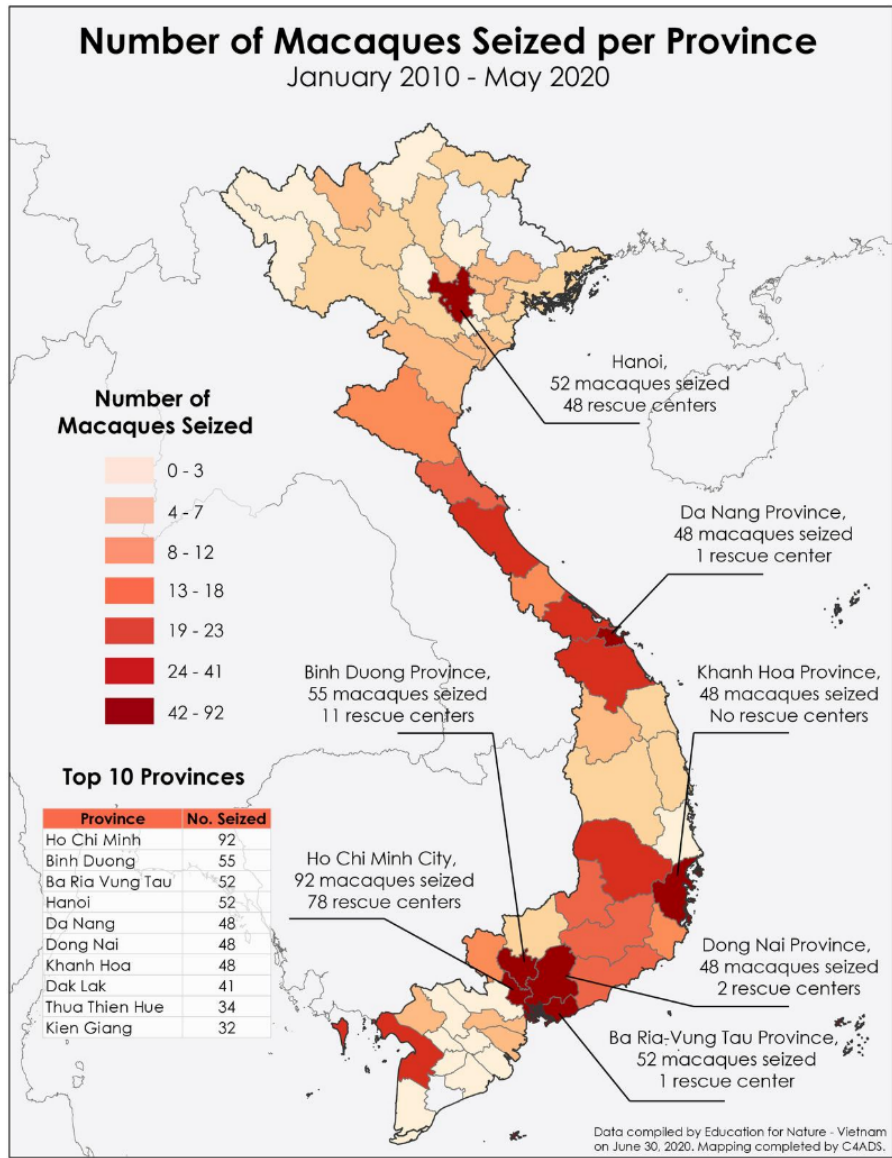 Number of Macaques Seized per Province
January 2010 - May 2020
Hanoi,
52 macaques seized
48 rescue centers
Number of
Macaques Seized
0 - 3
4 - 7
8 - 12
13 - 18
19 - 23
24 - 41
42 - 92
Da Nang Province,
48 macaques seized
1 rescue center
Binh Duong Province,
55 macaques seized
11 rescue centers
Khanh Hoa Province,
48 macaques seized
No rescue centers
Top 10 Provinces
Province No. Seized
Ho Chi Minh 92
Binh Duong 55
Ba Ria Vung Tau 52
Hanoi 52
Da Nang 48
Dong Nai 48
Khanh Hoa 48
Dak Lak 41
Thua Thien Hue 34
Kien Giang 32
Ho Chi Minh City,
92 macaques seized
78 rescue centers
Dong Nai Province,
48 macaques seized
2 rescue centers
Ba Ria-Vung Tau Province,
52 macaques seized
1 rescue center
Data compiled by Education for Nature - Vietnam
on June 30, 2020. Mapping completed by C4ADS.